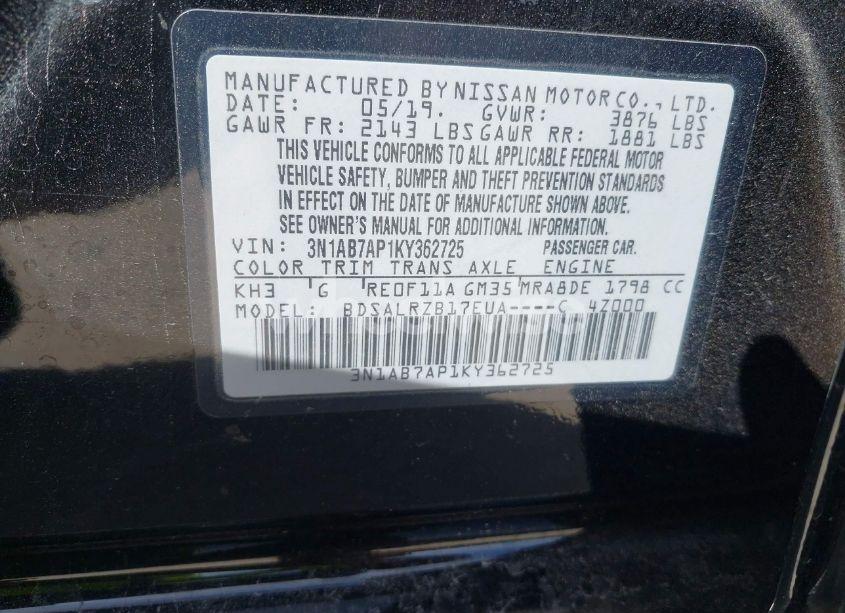 MANUFACTURED BY NISSAN MOTOR CO., LTD.
DATE: 05/19. GVWR: 3876 LBS
GAWR FR: 2143 LBS GAWR RR: 1881 LBS
THIS VEHICLE CONFORMS TO ALL APPLICABLE FEDERAL MOTOR
VEHICLE SAFETY, BUMPER AND THEFT PREVENTION STANDARDS
IN EFFECT ON THE DATE OF MANUFACTURE SHOWN ABOVE.
SEE OWNER'S MANUAL FOR ADDITIONAL INFORMATION.
VIN: 3N1AB7AP1KY362725 PASSENGER CAR.
COLOR TRIM TRANS AXLE ENGINE
KH3 'G 'RE0F11A GM35 'MRA8DE 1798 CC
MODEL: BDSALRZB17EUA----C 4Z000
3N1AB7AP1KY362725